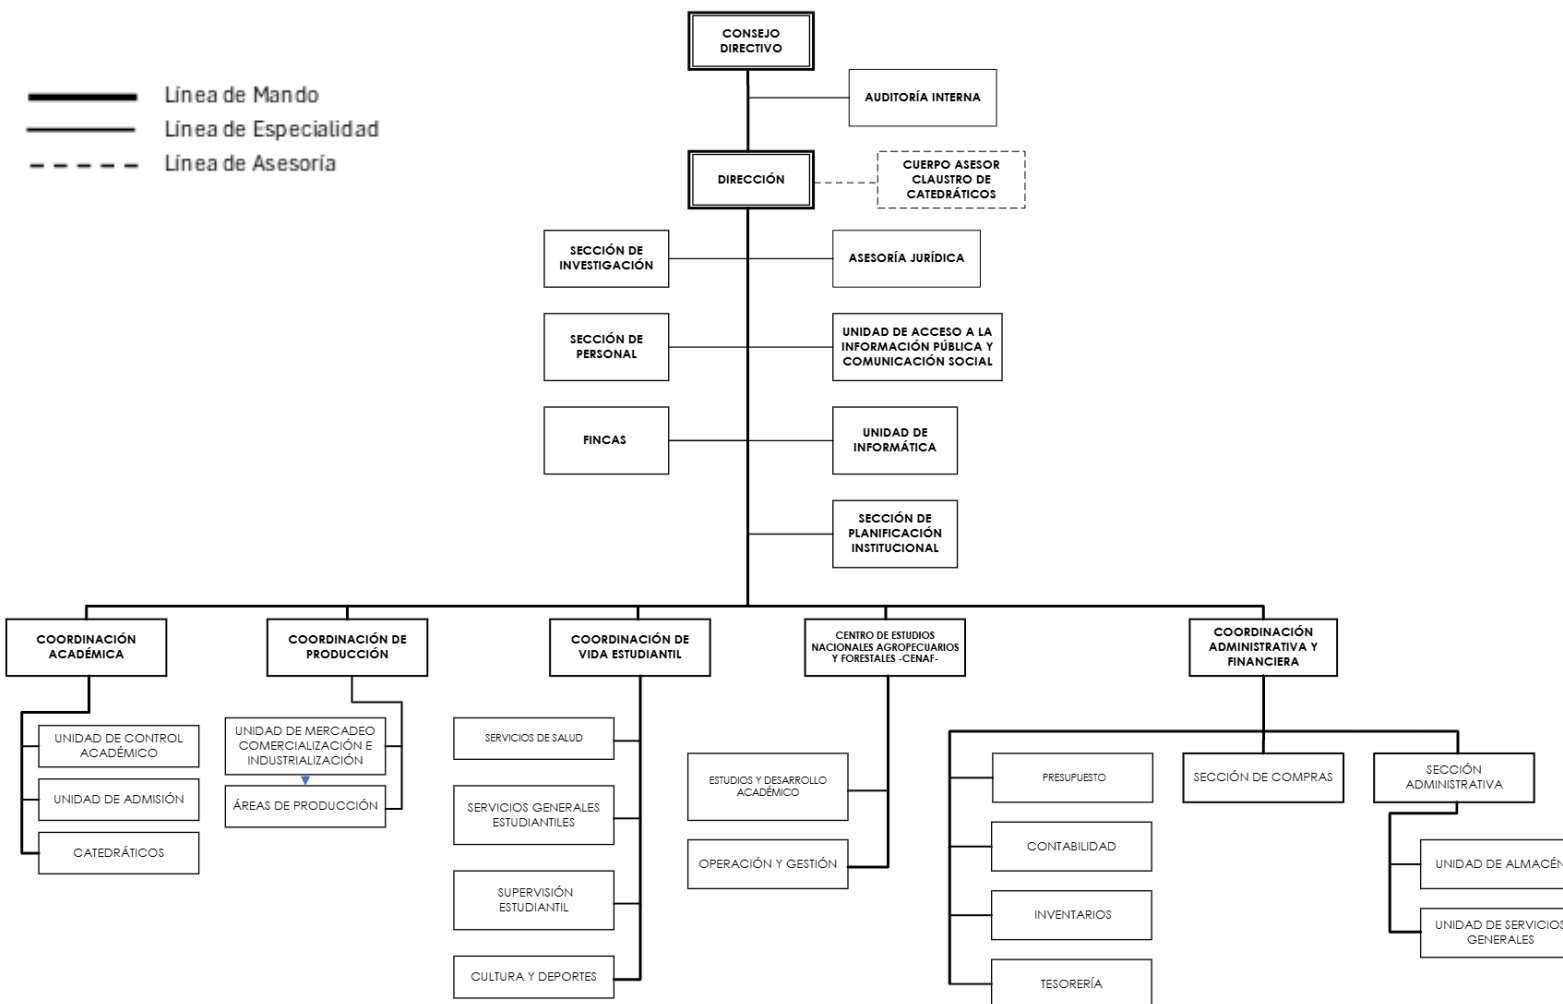 CONSEJO
DIRECTIVO
Línea de Mando
Línea de Especialidad
Línea de Asesoría
AUDITORÍA INTERNA
DIRECCIÓN
CUERPO ASESOR
CLAUSTRO DE
CATEDRÁTICOS
SECCIÓN DE
INVESTIGACIÓN
ASESORÍA JURÍDICA
SECCIÓN DE
PERSONAL
UNIDAD DE ACCESO A LA
INFORMACIÓN PÚBLICA Y
COMUNICACIÓN SOCIAL
FINCAS
UNIDAD DE
INFORMÁTICA
SECCIÓN DE
PLANIFICACIÓN
INSTITUCIONAL
COORDINACIÓN
ACADÉMICA
COORDINACIÓN DE
PRODUCCIÓN
COORDINACIÓN DE
VIDA ESTUDIANTIL
CENTRO DE ESTUDIOS
NACIONALES AGROPECUARIOS
Y FORESTALES -CENAF-
COORDINACIÓN
ADMINISTRATIVA Y
FINANCIERA
UNIDAD DE CONTROL
ACADÉMICO
UNIDAD DE ADMISIÓN
CATEDRÁTICOS
UNIDAD DE MERCADEO
COMERCIALIZACIÓN E
INDUSTRIALIZACIÓN
ÁREAS DE PRODUCCIÓN
SERVICIOS DE SALUD
SERVICIOS GENERALES
ESTUDIANTILES
SUPERVISIÓN
ESTUDIANTIL
CULTURA Y DEPORTES
ESTUDIOS Y DESARROLLO
ACADÉMICO
OPERACIÓN Y GESTIÓN
PRESUPUESTO
CONTABILIDAD
INVENTARIOS
TESORERÍA
SECCIÓN DE COMPRAS
SECCIÓN
ADMINISTRATIVA
UNIDAD DE ALMACÉN
UNIDAD DE SERVICIOS
GENERALES